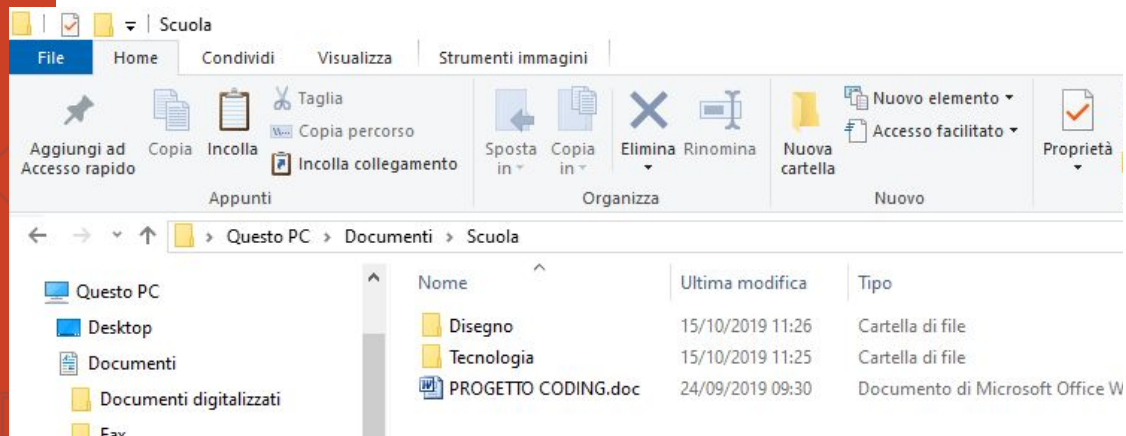 Scuola
File Home Condividi Visualizza Strumenti immagini
Aggiungi ad Accesso rapido
Copia
Incolla
Taglia
Copia percorso
Incolla collegamento
Appunti
Sposta in
Copia in
Elimina
Rinomina
Organizza
Nuova cartella
Nuovo elemento
Accesso facilitato
Nuovo
Proprietà
Questo PC > Documenti > Scuola
Questo PC
Desktop
Documenti
Documenti digitalizzati
Fax
Nome Ultima modifica Tipo
Disegno 15/10/2019 11:26 Cartella di file
Tecnologia 15/10/2019 11:25 Cartella di file
PROGETTO CODING.doc 24/09/2019 09:30 Documento di Microsoft Office W